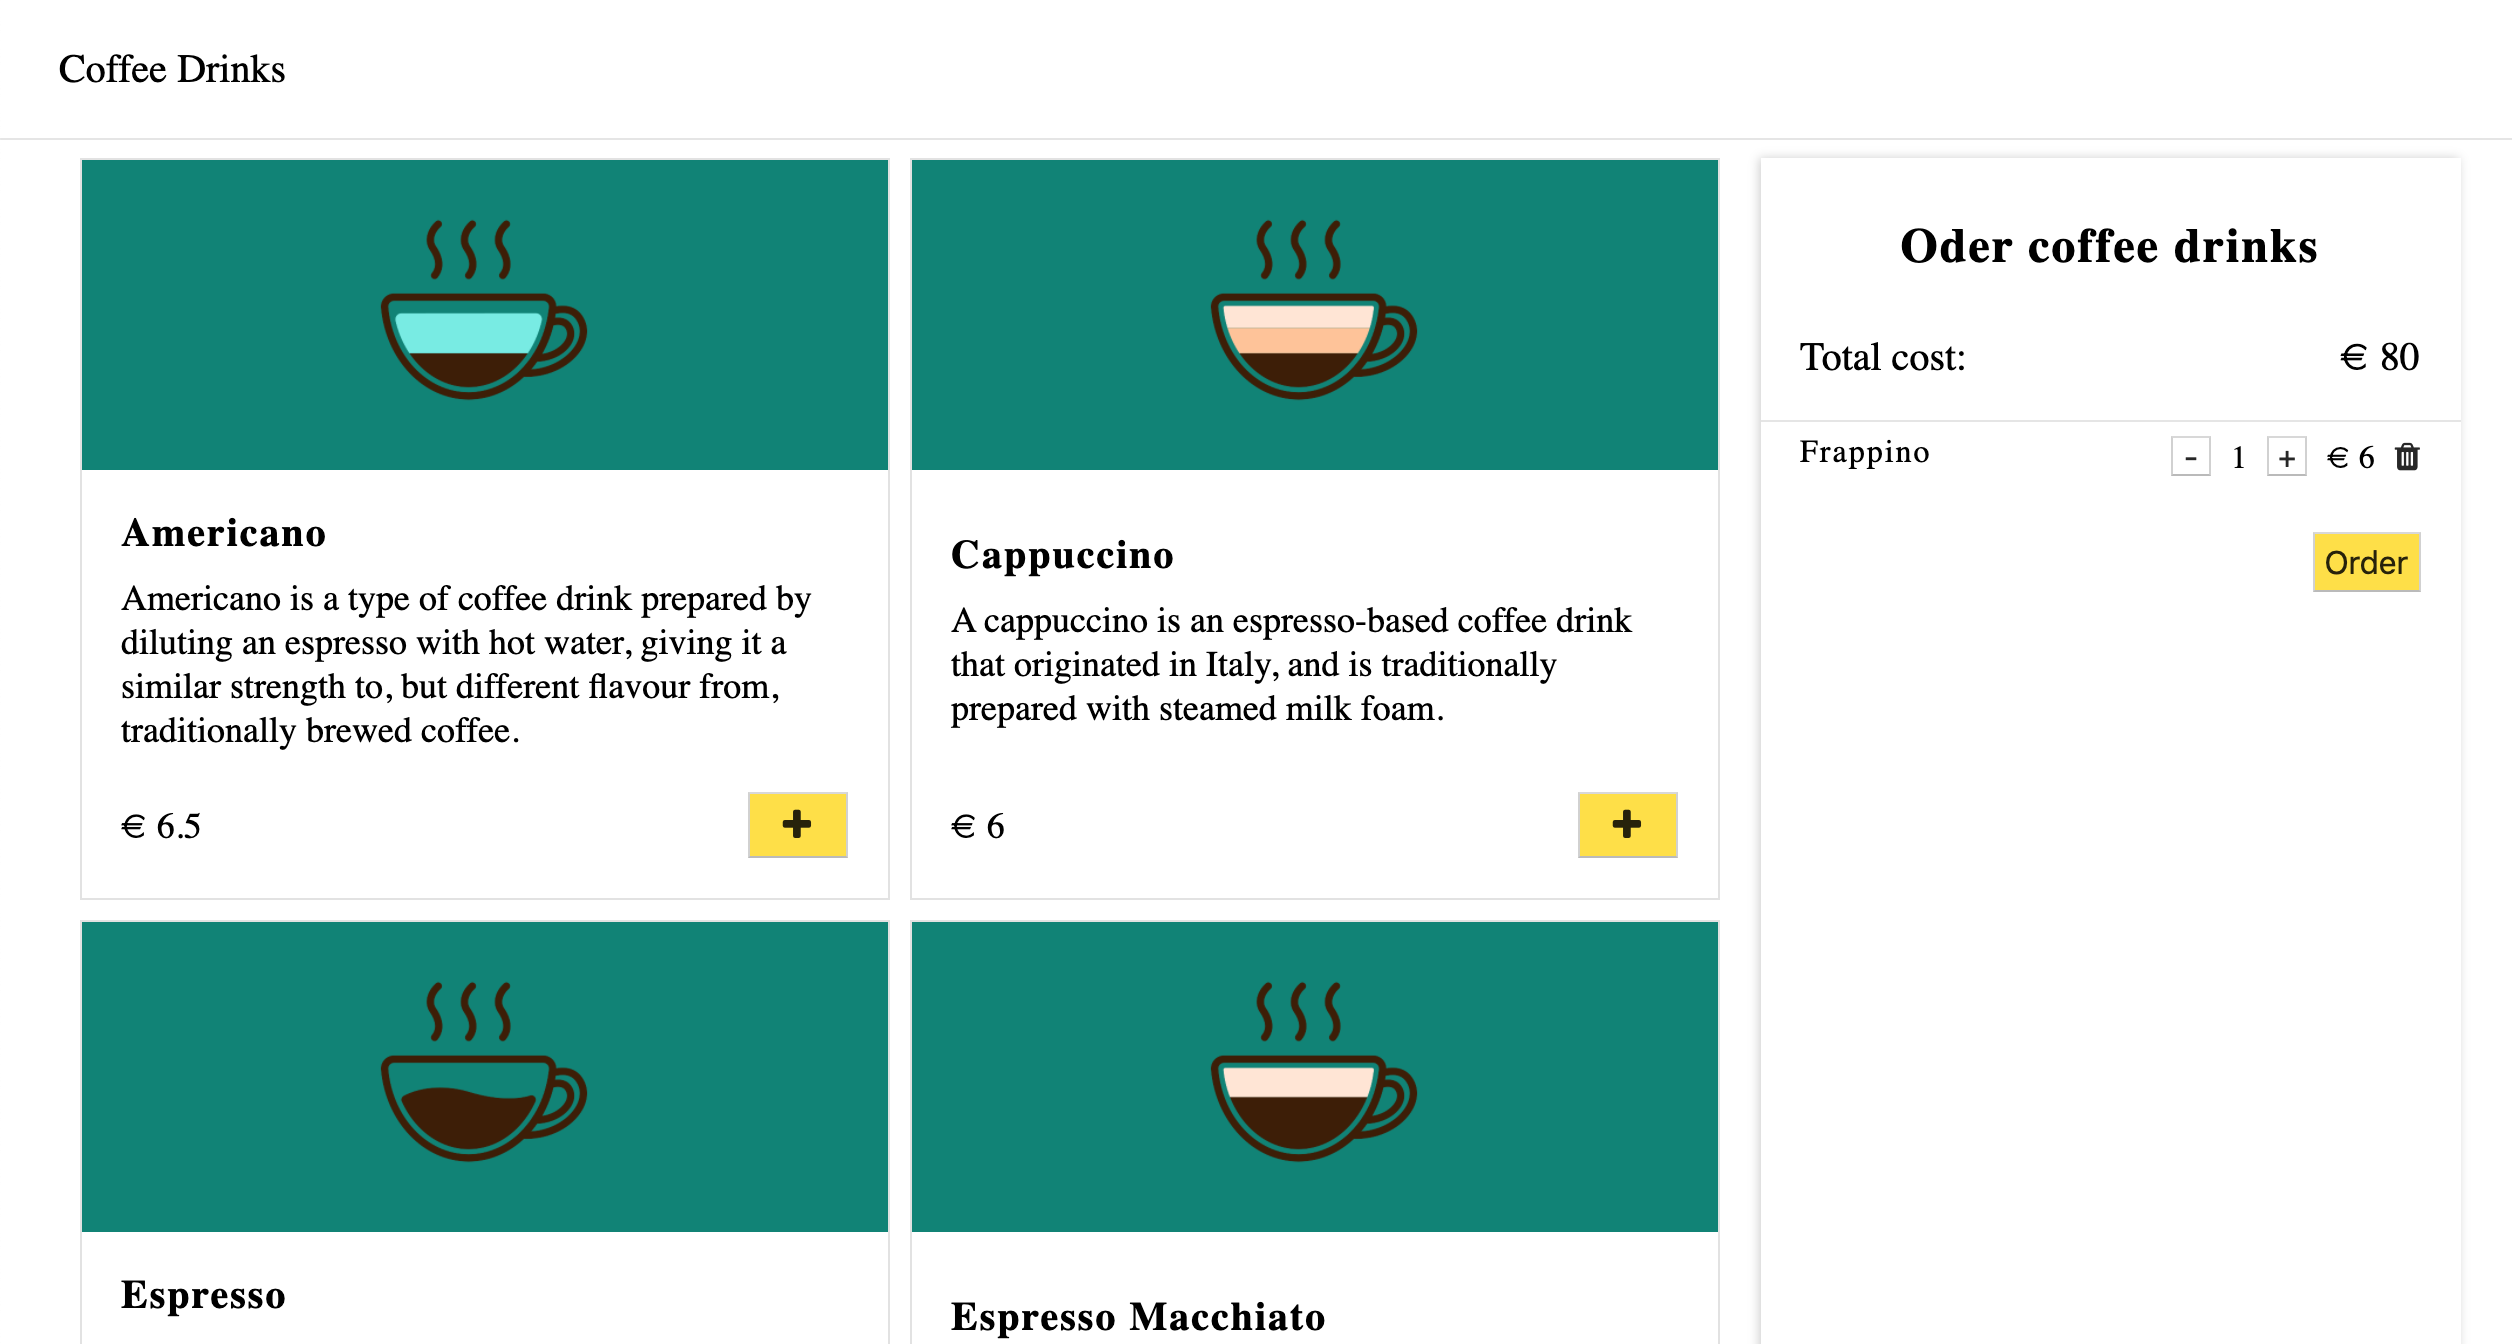 Coffee Drinks
Americano
Americano is a type of coffee drink prepared by
diluting an espresso with hot water, giving it a
similar strength to, but different flavour from,
traditionally brewed coffee.
€ 6.5
+
Cappuccino
A cappuccino is an espresso-based coffee drink
that originated in Italy, and is traditionally
prepared with steamed milk foam.
€ 6
+
Espresso
Espresso Macchiato
Oder coffee drinks
Total cost: € 80
Frappino - 1 + € 6
Order